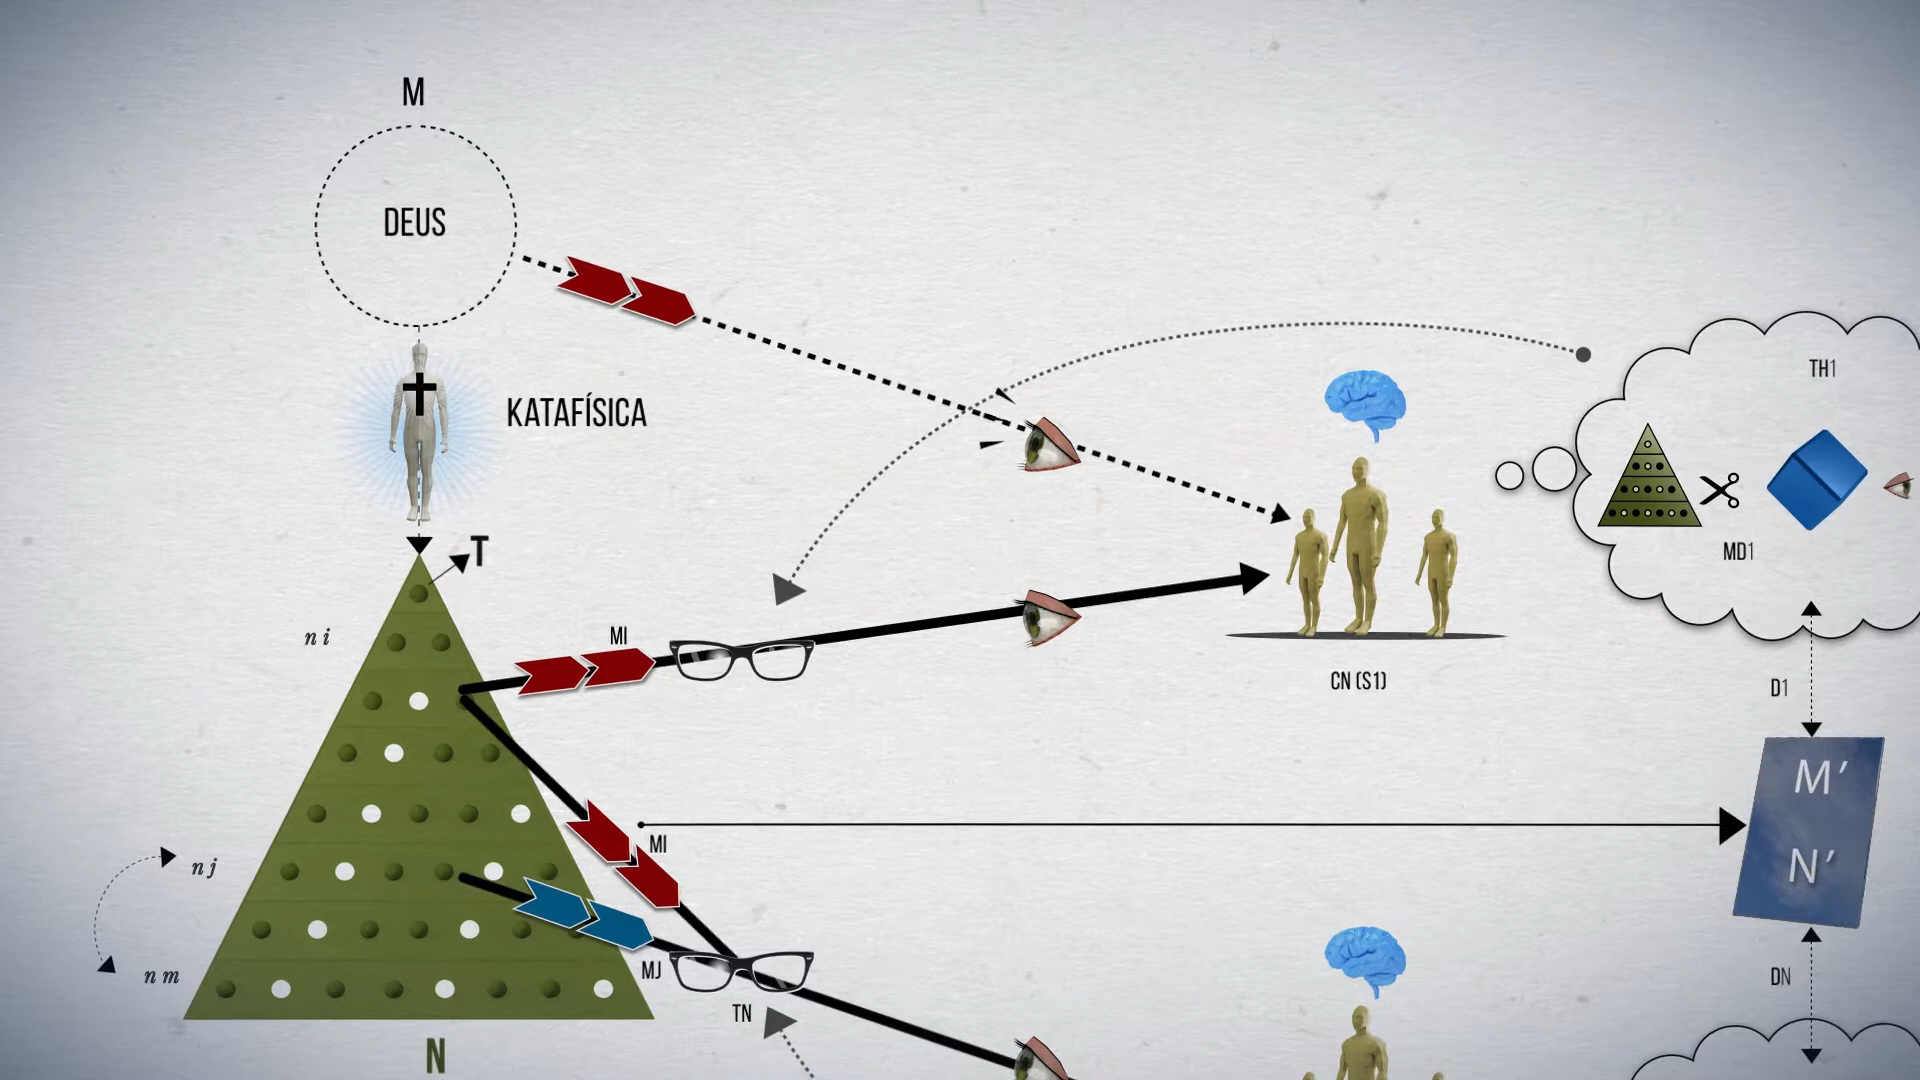 M
DEUS
TH1
KATAFÍSICA
T
MD1
n i
MI
CN (S1)
D1
M′
MI
n j
N′
n m
MJ
DN
TN
N